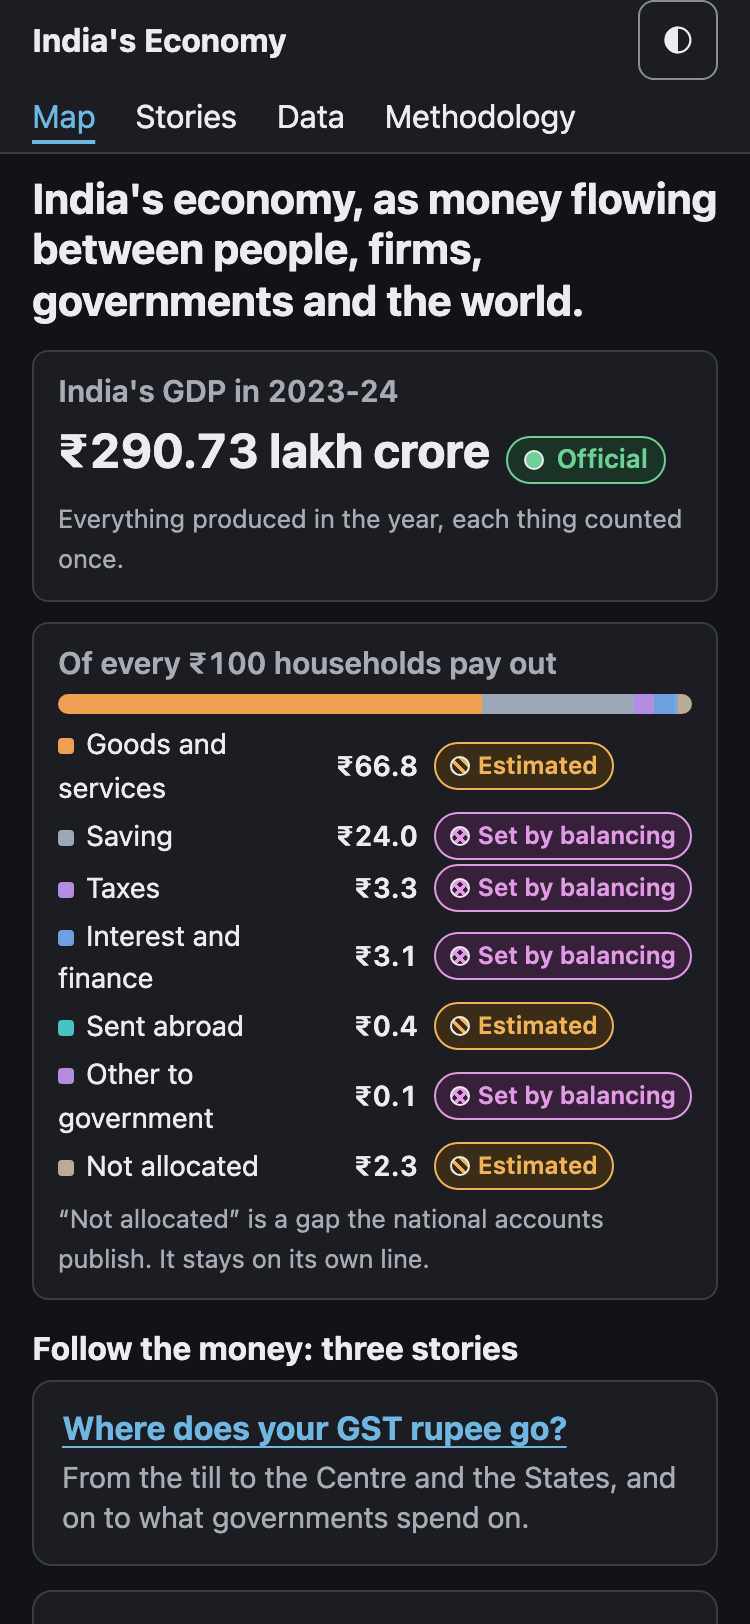 India's Economy
Map Stories Data Methodology
India's economy, as money flowing
between people, firms,
governments and the world.
India's GDP in 2023-24
₹290.73 lakh crore Official
Everything produced in the year, each thing counted
once.
Of every ₹100 households pay out
Goods and
services ₹66.8 Estimated
Saving ₹24.0 Set by balancing
Taxes ₹3.3 Set by balancing
Interest and
finance ₹3.1 Set by balancing
Sent abroad ₹0.4 Estimated
Other to
government ₹0.1 Set by balancing
Not allocated ₹2.3 Estimated
“Not allocated” is a gap the national accounts
publish. It stays on its own line.
Follow the money: three stories
Where does your GST rupee go?
From the till to the Centre and the States, and
on to what governments spend on.